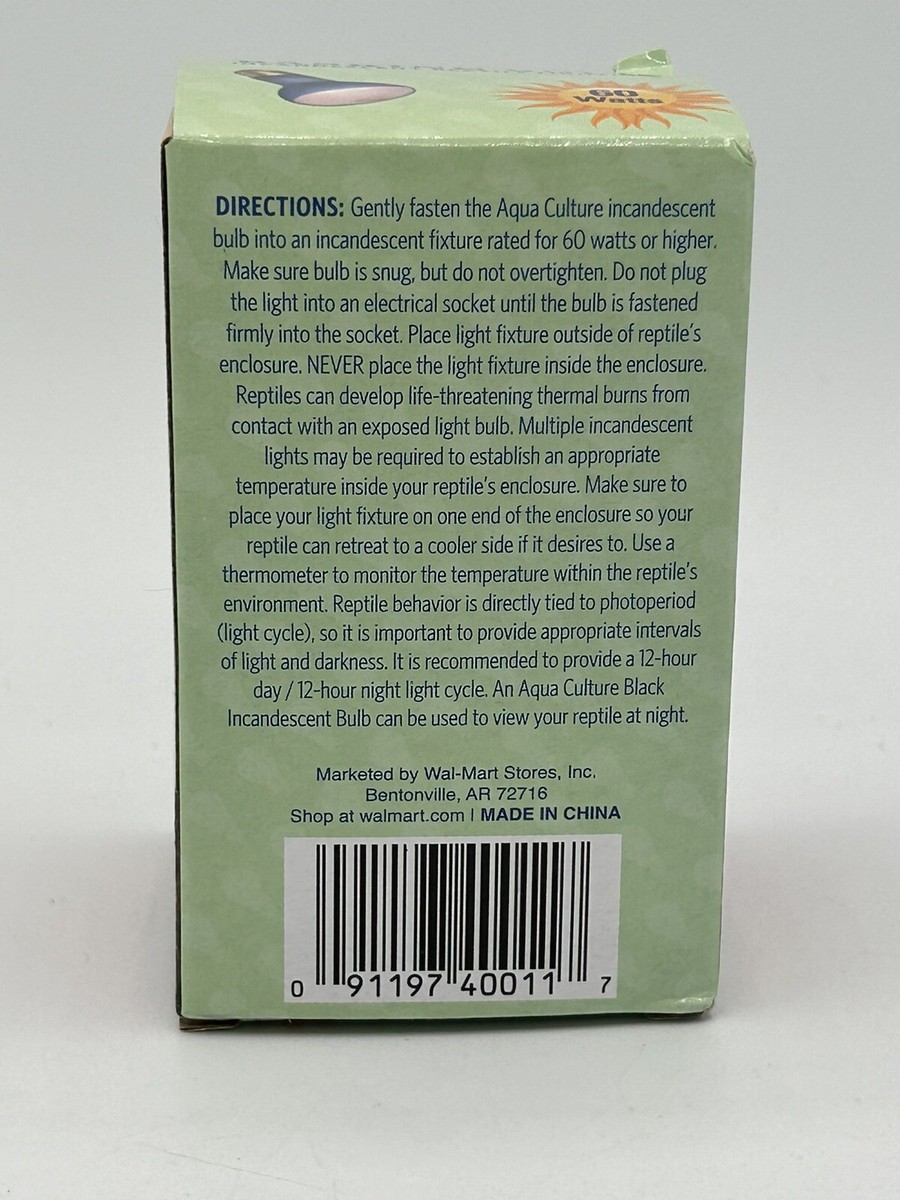 60
Watts
DIRECTIONS: Gently fasten the Aqua Culture incandescent
bulb into an incandescent fixture rated for 60 watts or higher.
Make sure bulb is snug, but do not overtighten. Do not plug
the light into an electrical socket until the bulb is fastened
firmly into the socket. Place light fixture outside of reptile's
enclosure. NEVER place the light fixture inside the enclosure.
Reptiles can develop life-threatening thermal burns from
contact with an exposed light bulb. Multiple incandescent
lights may be required to establish an appropriate
temperature inside your reptile's enclosure. Make sure to
place your light fixture on one end of the enclosure so your
reptile can retreat to a cooler side if it desires to. Use a
thermometer to monitor the temperature within the reptile's
environment. Reptile behavior is directly tied to photoperiod
(light cycle), so it is important to provide appropriate intervals
of light and darkness. It is recommended to provide a 12-hour
day / 12-hour night light cycle. An Aqua Culture Black
Incandescent Bulb can be used to view your reptile at night.
Marketed by Wal-Mart Stores, Inc.
Bentonville, AR 72716
Shop at walmart.com | MADE IN CHINA
0 91197 40011 7